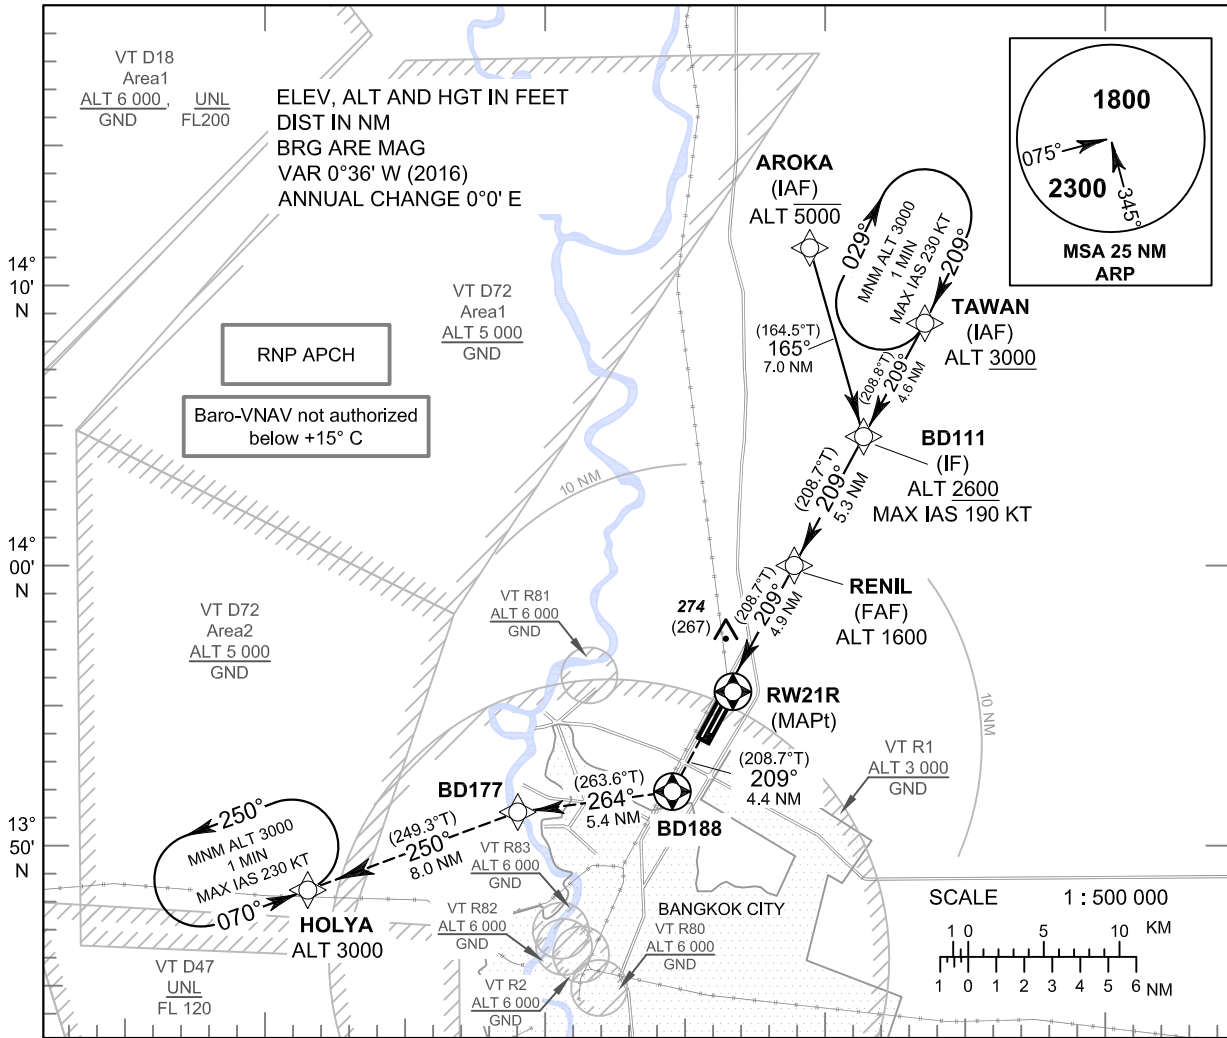 VT D18
Area1
ALT 6 000 , UNL
GND FL200
ELEV, ALT AND HGT IN FEET
DIST IN NM
BRG ARE MAG
VAR 0°36' W (2016)
ANNUAL CHANGE 0°0' E
1800
075°
2300
345°
MSA 25 NM
ARP
AROKA
(IAF)
ALT 5000
029°
MNM ALT 3000
1 MIN
MAX IAS 230 KT
209°
TAWAN
(IAF)
ALT 3000
14°
10'
N
VT D72
Area1
ALT 5 000
GND
RNP APCH
Baro-VNAV not authorized
below +15° C
(164.5°T)
165°
7.0 NM
(208.8°T)
209°
4.6 NM
BD111
(IF)
ALT 2600
MAX IAS 190 KT
10 NM
(208.7°T)
209°
5.3 NM
14°
00'
N
RENIL
(FAF)
ALT 1600
VT R81
ALT 6 000
GND
274
(267)
(208.7°T)
209°
4.9 NM
VT D72
Area2
ALT 5 000
GND
RW21R
(MAPt)
10 NM
VT R1
ALT 3 000
GND
(208.7°T)
209°
4.4 NM
BD177
(263.6°T)
264°
5.4 NM
BD188
13°
50'
N
250°
MNM ALT 3000
1 MIN
MAX IAS 230 KT
070°
(249.3°T)
250°
8.0 NM
HOLYA
ALT 3000
VT R83
ALT 6 000
GND
VT R82
ALT 6 000
GND
BANGKOK CITY
VT R80
ALT 6 000
GND
VT R2
ALT 6 000
GND
VT D47
UNL
FL 120
SCALE 1 : 500 000
1 0 5 10 KM
1 0 1 2 3 4 5 6 NM